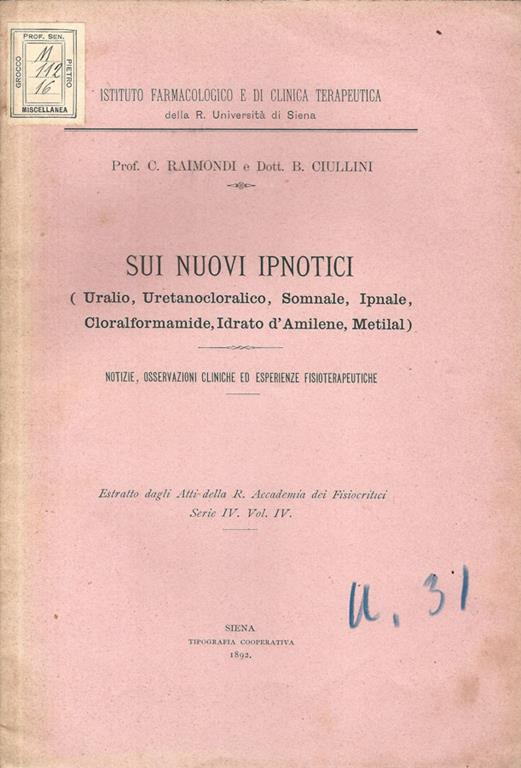 PROF. SEN.
GROCCO
PIETRO
M
112
16
MISCELLANEA
ISTITUTO FARMACOLOGICO E DI CLINICA TERAPEUTICA
della R. Università di Siena
Prof. C. RAIMONDI e Dott. B. CIULLINI
SUI NUOVI IPNOTICI
( Uralio, Uretanocloralico, Somnale, Ipnale,
Cloralformamide, Idrato d'Amilene, Metilal)
NOTIZIE, OSSERVAZIONI CLINICHE ED ESPERIENZE FISIOTERAPEUTICHE
Estratto dagli Atti della R. Accademia dei Fisiocritici
Serie IV. Vol. IV.
U. 31
SIENA
TIPOGRAFIA COOPERATIVA
1892.